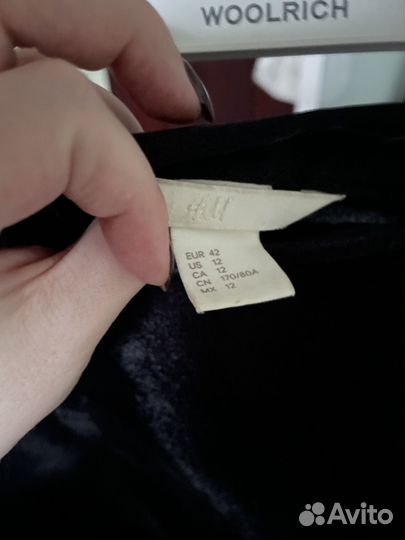 WOOLRICH
H&M
EUR 42
US 12
CA 12
CN 170/80A
MX 12
Avito